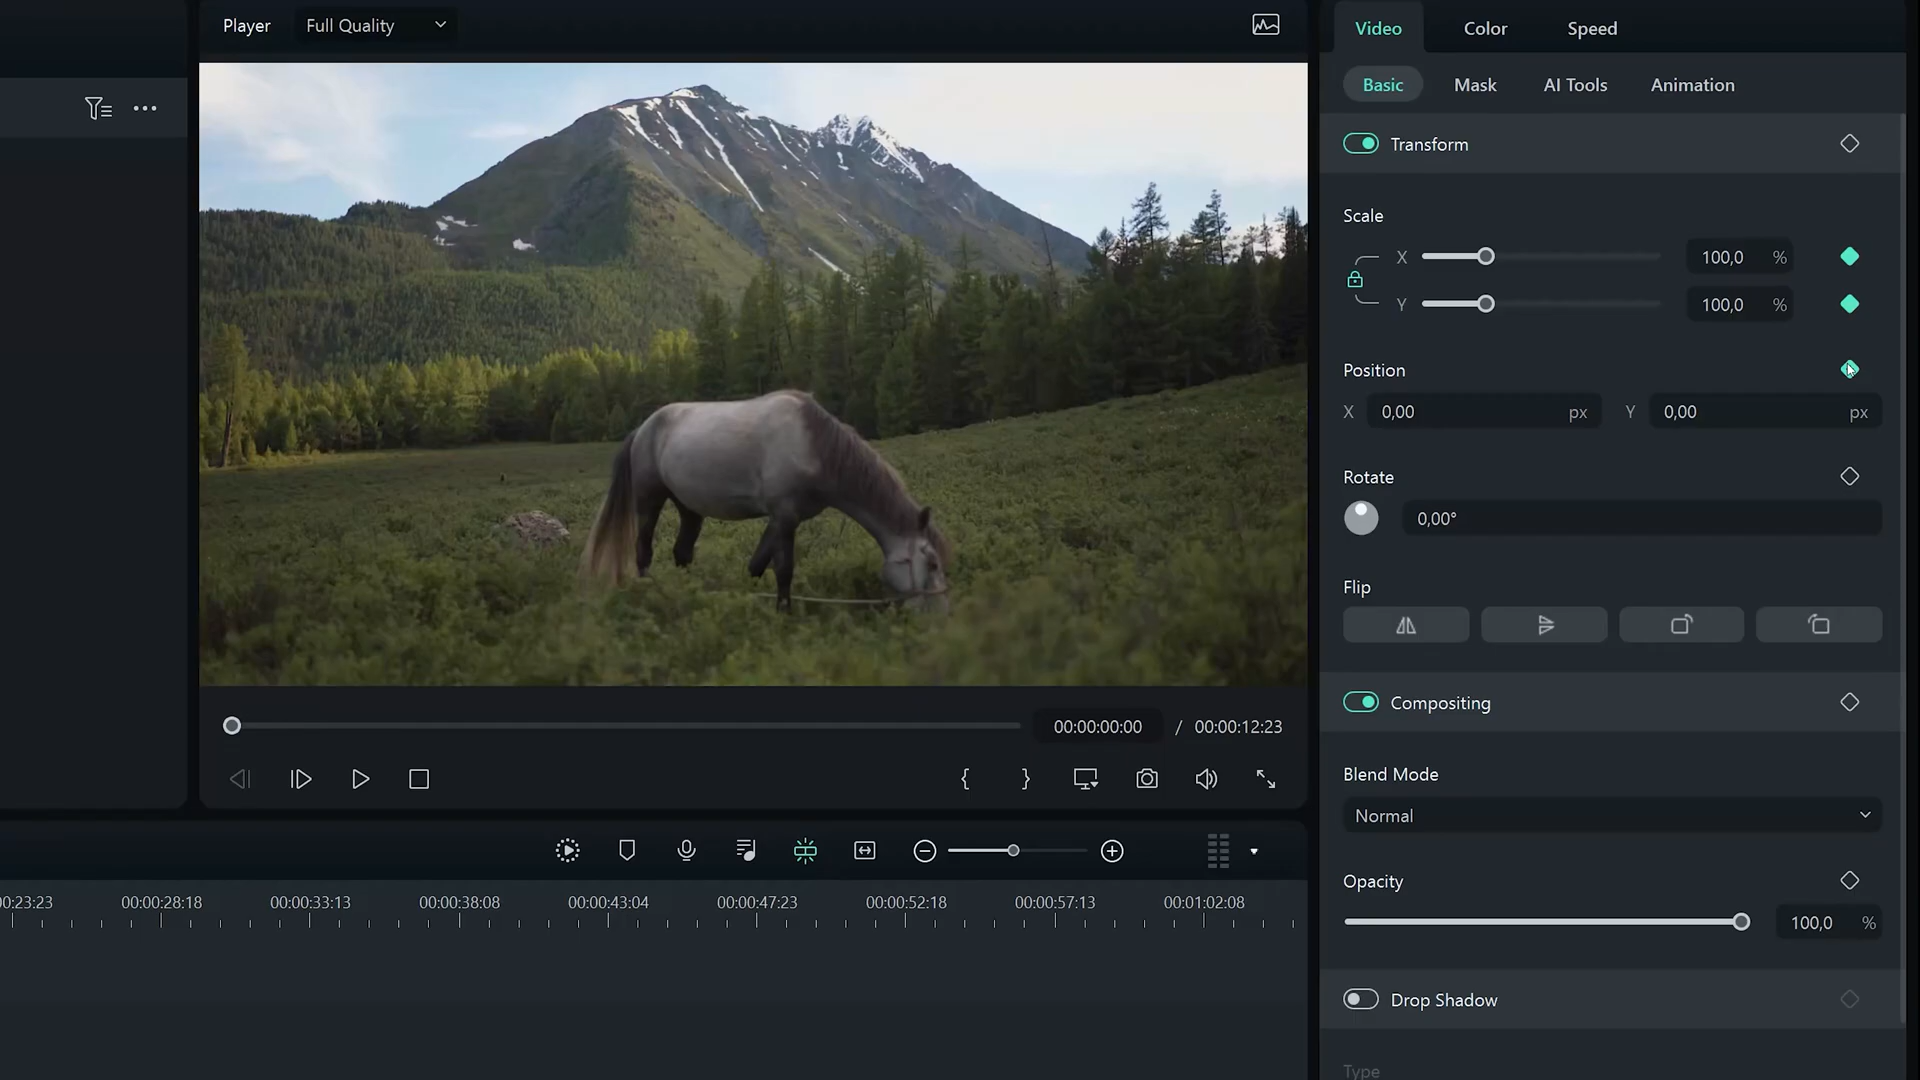 Player Full Quality
Video Color Speed
Basic Mask AI Tools Animation
Transform
Scale
X 100,0 %
Y 100,0 %
Position
X 0,00 px Y 0,00 px
Rotate
0,00°
Flip
Compositing
00:00:00:00 / 00:00:12:23
Blend Mode
Normal
Opacity
100,0 %
0:23:23 00:00:28:18 00:00:33:13 00:00:38:08 00:00:43:04 00:00:47:23 00:00:52:18 00:00:57:13 00:01:02:08
Drop Shadow
Type